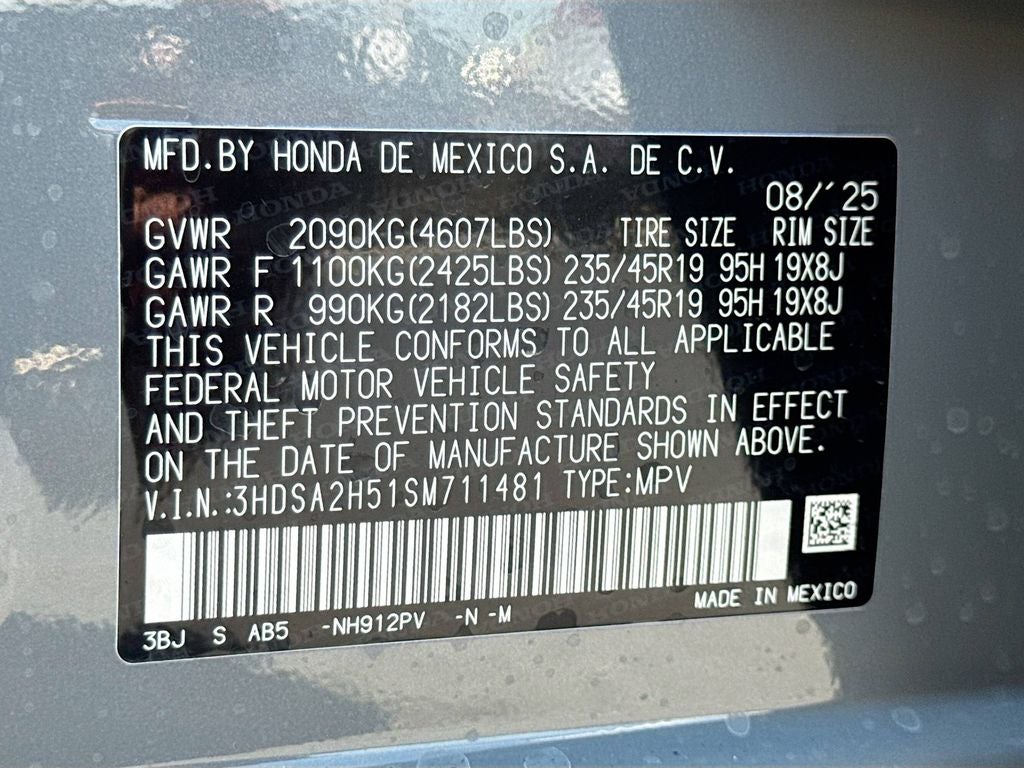 MFD.BY HONDA DE MEXICO S.A. DE C.V.
08/´25
GVWR 2090KG(4607LBS) TIRE SIZE RIM SIZE
GAWR F 1100KG(2425LBS) 235/45R19 95H 19X8J
GAWR R 990KG(2182LBS) 235/45R19 95H 19X8J
THIS VEHICLE CONFORMS TO ALL APPLICABLE
FEDERAL MOTOR VEHICLE SAFETY
AND THEFT PREVENTION STANDARDS IN EFFECT
ON THE DATE OF MANUFACTURE SHOWN ABOVE.
V.I.N.:3HDSA2H51SM711481 TYPE:MPV
MADE IN MEXICO
3BJ S AB5 -NH912PV -N -M